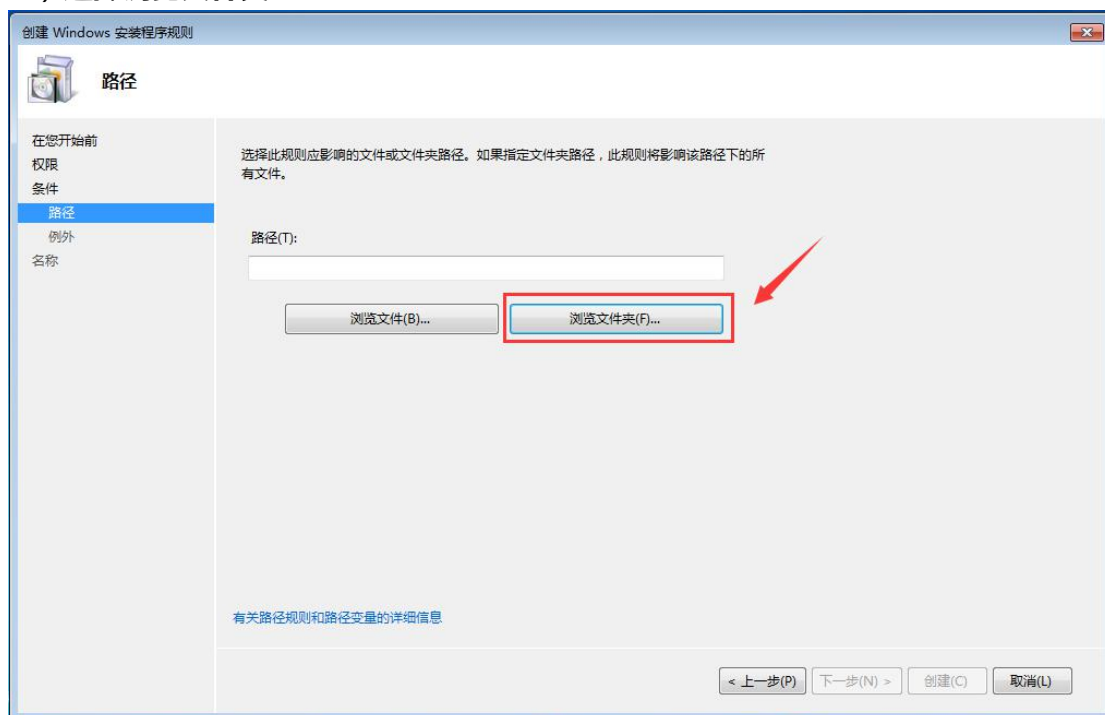 创建 Windows 安装程序规则
路径
在您开始前
权限
条件
路径
例外
名称
选择此规则应影响的文件或文件夹路径。如果指定文件夹路径，此规则将影响该路径下的所
有文件。
路径(T):
浏览文件(B)...
浏览文件夹(F)...
有关路径规则和路径变量的详细信息
< 上一步(P)
下一步(N) >
创建(C)
取消(L)